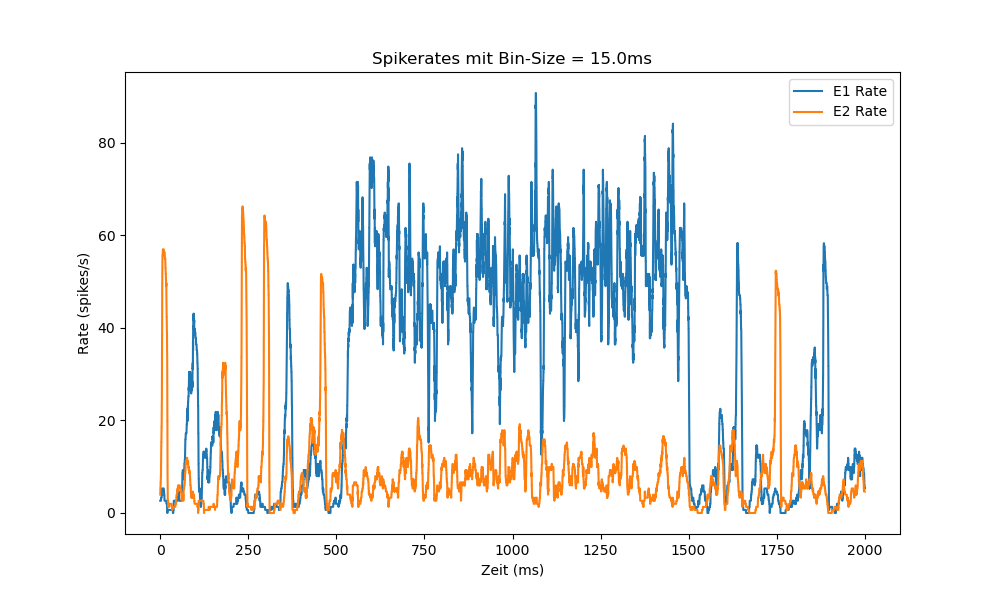 Spikerates mit Bin-Size = 15.0ms
E1 Rate
E2 Rate
Rate (spikes/s)
80
60
40
20
0
0 250 500 750 1000 1250 1500 1750 2000
Zeit (ms)